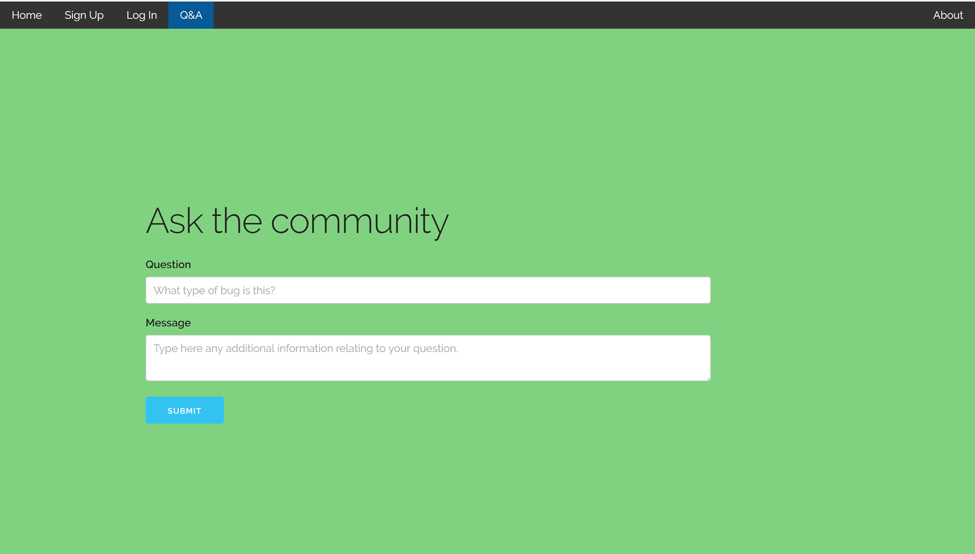 Home Sign Up Log In Q&A About
Ask the community
Question
What type of bug is this?
Message
Type here any additional information relating to your question.
SUBMIT